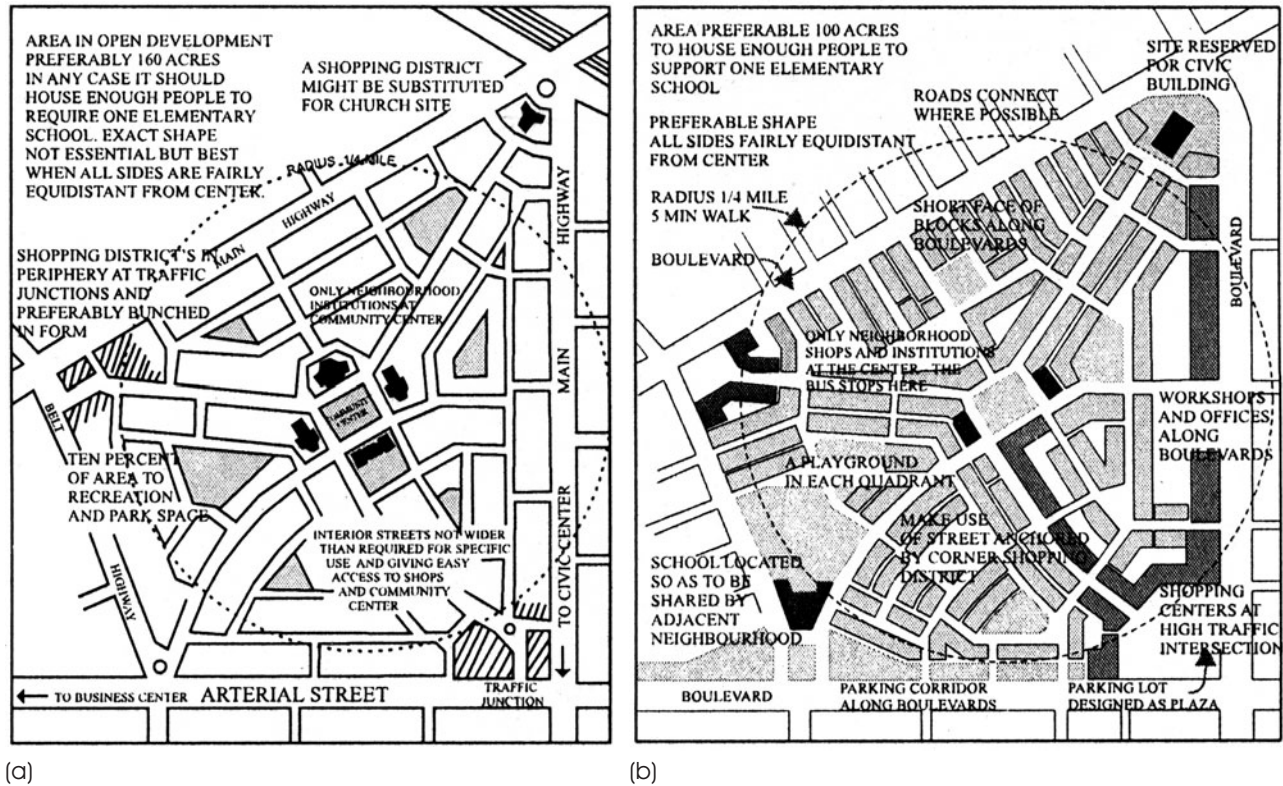 AREA IN OPEN DEVELOPMENT
PREFERABLY 160 ACRES
IN ANY CASE IT SHOULD
HOUSE ENOUGH PEOPLE TO
REQUIRE ONE ELEMENTARY
SCHOOL. EXACT SHAPE
NOT ESSENTIAL BUT BEST
WHEN ALL SIDES ARE FAIRLY
EQUIDISTANT FROM CENTER.
A SHOPPING DISTRICT
MIGHT BE SUBSTITUTED
FOR CHURCH SITE
RADIUS 1/4 MILE
HIGHWAY
MAIN
HIGHWAY
MAIN
SHOPPING DISTRICT'S IN
PERIPHERY AT TRAFFIC
JUNCTIONS AND
PREFERABLY BUNCHED
IN FORM
ONLY NEIGHBOURHOOD
INSTITUTIONS AT
COMMUNITY CENTER
COMMUNITY
CENTER
BELT
HIGHWAY
TEN PERCENT
OF AREA TO
RECREATION
AND PARK SPACE
INTERIOR STREETS NOT WIDER
THAN REQUIRED FOR SPECIFIC
USE AND GIVING EASY
ACCESS TO SHOPS
AND COMMUNITY
CENTER
TO CIVIC CENTER
TO BUSINESS CENTER
ARTERIAL STREET
TRAFFIC
JUNCTION
(a)
AREA PREFERABLE 100 ACRES
TO HOUSE ENOUGH PEOPLE TO
SUPPORT ONE ELEMENTARY
SCHOOL
PREFERABLE SHAPE
ALL SIDES FAIRLY EQUIDISTANT
FROM CENTER
RADIUS 1/4 MILE
5 MIN WALK
BOULEVARD
ROADS CONNECT
WHERE POSSIBLE
SITE RESERVED
FOR CIVIC
BUILDING
SHORT FACE OF
BLOCKS ALONG
BOULEVARDS
BOULEVARD
ONLY NEIGHBORHOOD
SHOPS AND INSTITUTIONS
AT THE CENTER THE
BUS STOPS HERE
WORKSHOPS
AND OFFICES
ALONG
BOULEVARDS
A PLAYGROUND
IN EACH QUADRANT
MAKE USE
OF STREET ANCHORED
BY CORNER SHOPPING
DISTRICT
SCHOOL LOCATED
SO AS TO BE
SHARED BY
ADJACENT
NEIGHBOURHOOD
SHOPPING
CENTERS AT
HIGH TRAFFIC
INTERSECTION
BOULEVARD
PARKING CORRIDOR
ALONG BOULEVARDS
PARKING LOT
DESIGNED AS PLAZA
(b)